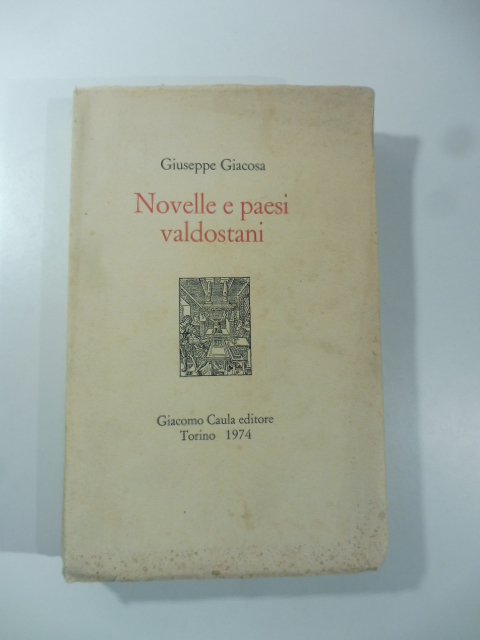 Giuseppe Giacosa
Novelle e paesi
valdostani
Giacomo Caula editore
Torino 1974